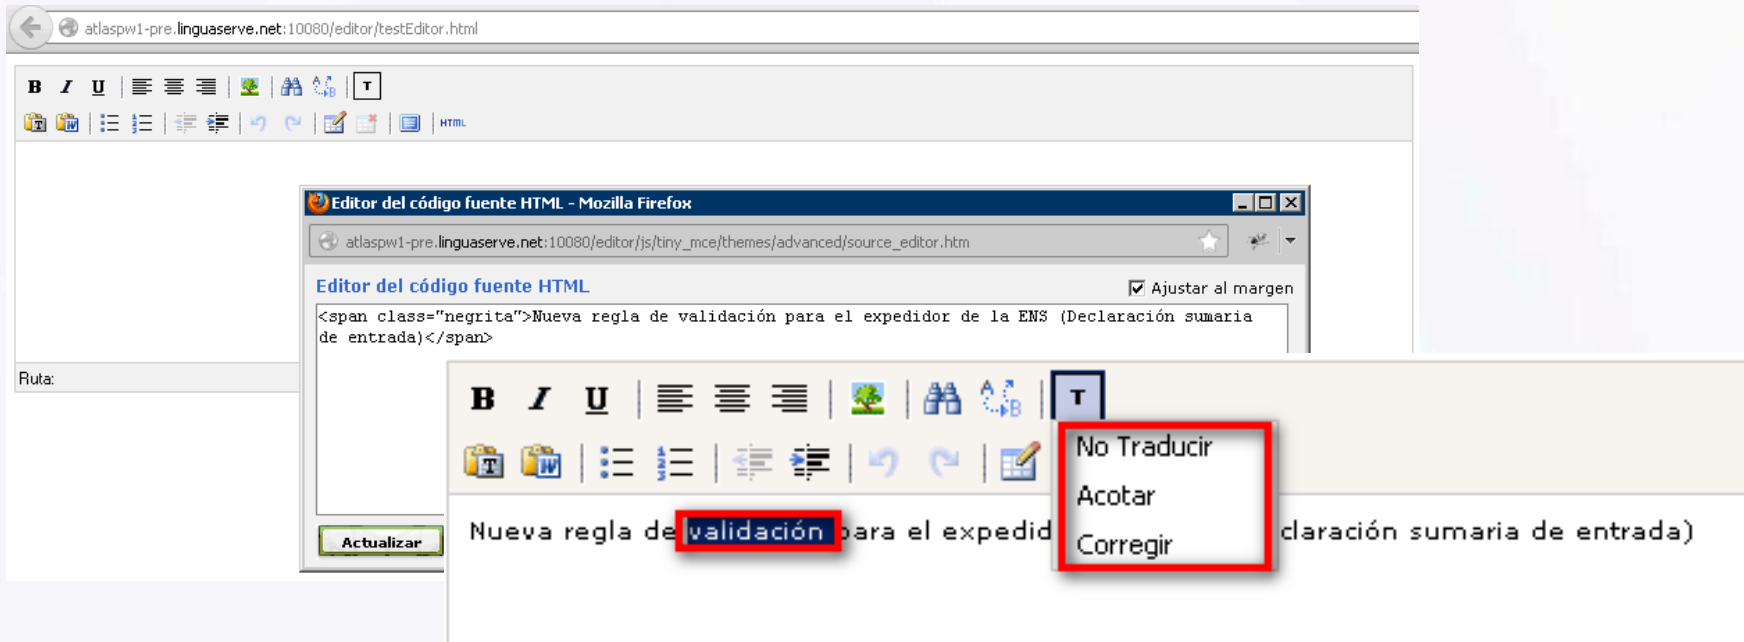 atlaspw1-pre.linguaserve.net:10080/editor/testEditor.html
B I U T
T W HTML
Editor del código fuente HTML - Mozilla Firefox
atlaspw1-pre.linguaserve.net:10080/editor/js/tiny_mce/themes/advanced/source_editor.htm
Editor del código fuente HTML
Ajustar al margen
<span class="negrita">Nueva regla de validación para el expedidor de la ENS (Declaración sumaria
de entrada)</span>
Ruta:
Actualizar
B I U A B T
T W
No Traducir
Acotar
Corregir
Nueva regla de validación para el expedid claración sumaria de entrada)